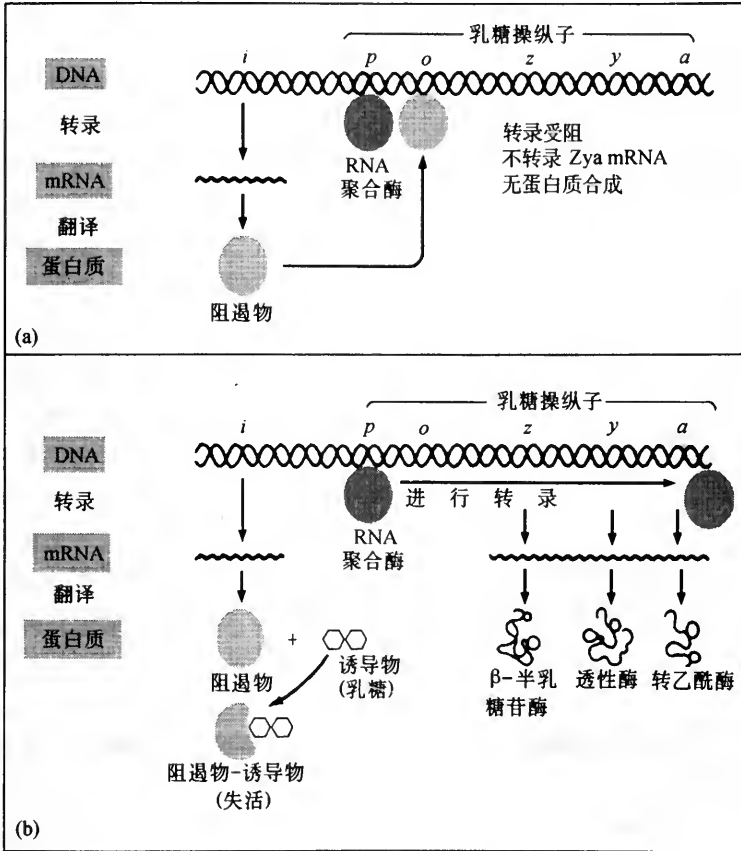 乳糖操纵子
i p o z y a
DNA
转录
mRNA
翻译
蛋白质
阻遏物
RNA
聚合酶
转录受阻
不转录 Zya mRNA
无蛋白质合成
(a)
乳糖操纵子
i p o z y a
DNA
转录
mRNA
翻译
蛋白质
进行转录
RNA
聚合酶
阻遏物
+
诱导物
(乳糖)
阻遏物-诱导物
(失活)
β-半乳
糖苷酶
透性酶
转乙酰酶
(b)